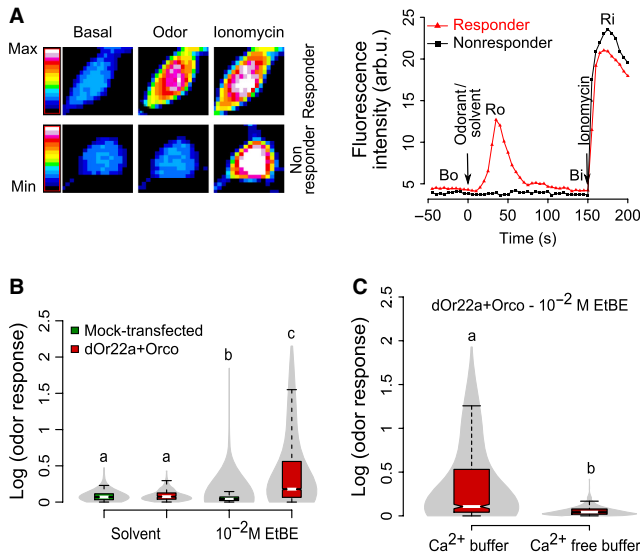 A
Basal
Odor
Ionomycin
Max
Min
Responder
Non
responder
Responder
Nonresponder
Fluorescence
intensity (arb.u.)
25
20
15
10
5
Odorant/
solvent
Ionomycin
Bo
Ro
Bi
Ri
-50
0
50
100
150
200
Time (s)
B
Log (odor response)
2.5
2
1.5
1
0.5
0
Mock-transfected
dOr22a+Orco
a
a
b
c
Solvent
10⁻²M EtBE
C
dOr22a+Orco - 10⁻² M EtBE
Log (odor response)
2.5
2
1.5
1
0.5
0
a
b
Ca²⁺ buffer
Ca²⁺ free buffer